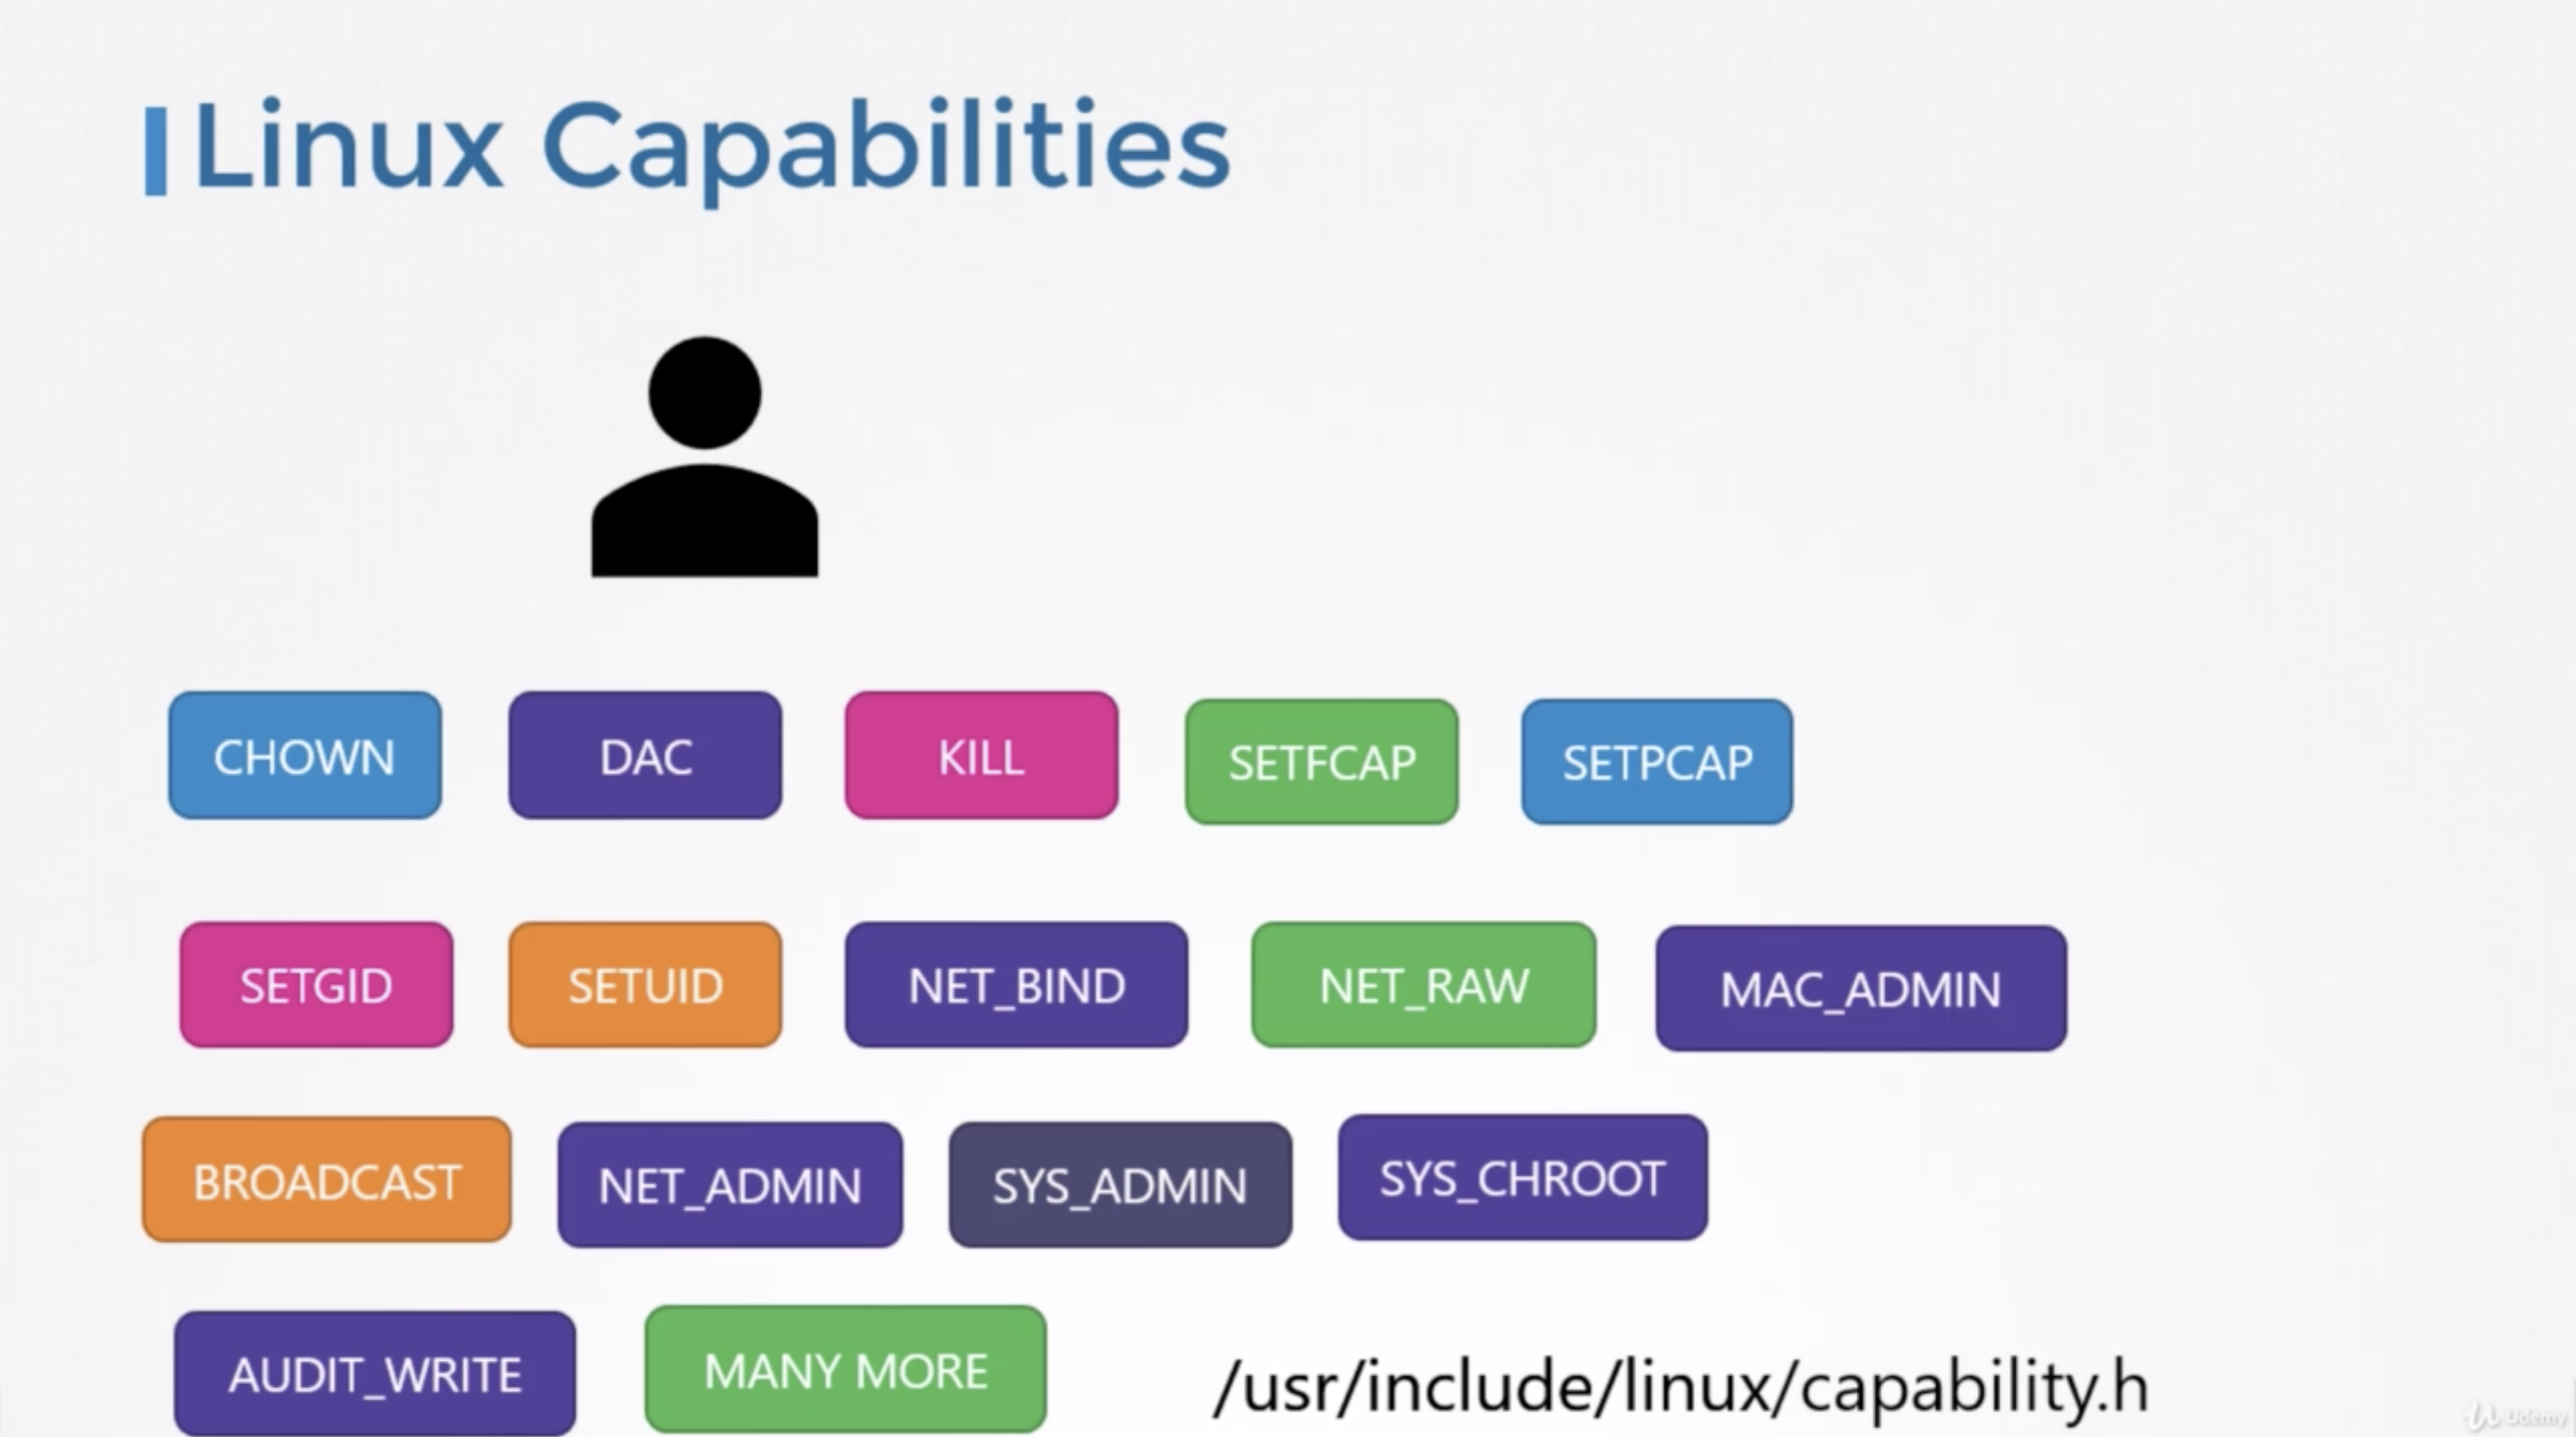 Linux Capabilities
CHOWN DAC KILL SETFCAP SETPCAP
SETGID SETUID NET_BIND NET_RAW MAC_ADMIN
BROADCAST NET_ADMIN SYS_ADMIN SYS_CHROOT
AUDIT_WRITE MANY MORE /usr/include/linux/capability.h
Udemy